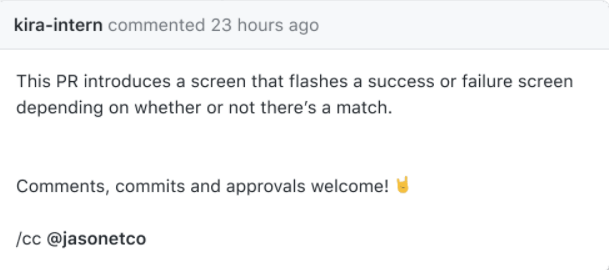 kira-intern commented 23 hours ago
This PR introduces a screen that flashes a success or failure screen
depending on whether or not there’s a match.
Comments, commits and approvals welcome! 🤘
/cc @jasonetco